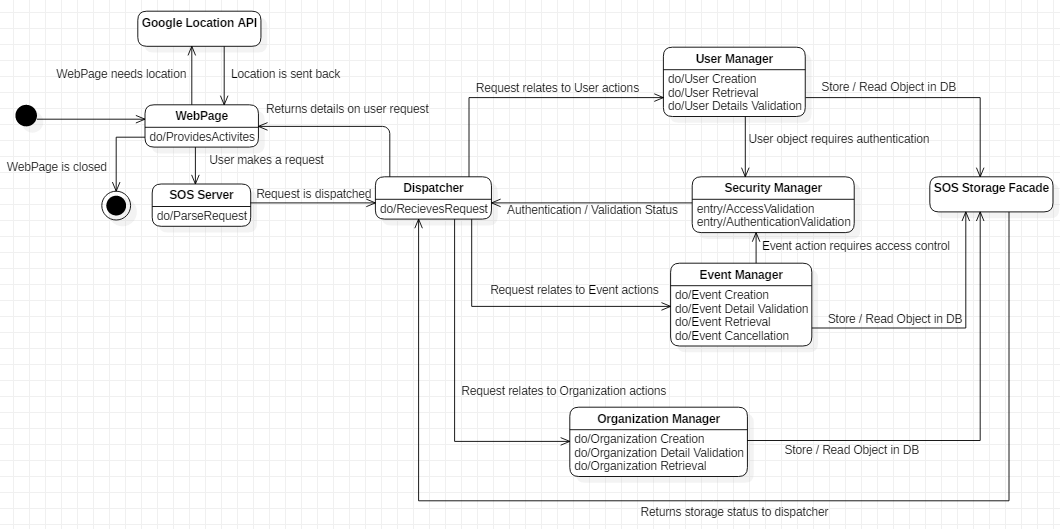 Google Location API
WebPage needs location
Location is sent back
User Manager
do/User Creation
do/User Retrieval
do/User Details Validation
Request relates to User actions
Store / Read Object in DB
Returns details on user request
WebPage
do/ProvidesActivites
User object requires authentication
WebPage is closed
User makes a request
SOS Server
do/ParseRequest
Request is dispatched
Dispatcher
do/RecievesRequest
Authentication / Validation Status
Security Manager
entry/AccessValidation
entry/AuthenticationValidation
SOS Storage Facade
Event action requires access control
Event Manager
do/Event Creation
do/Event Detail Validation
do/Event Retrieval
do/Event Cancellation
Request relates to Event actions
Store / Read Object in DB
Request relates to Organization actions
Organization Manager
do/Organization Creation
do/Organization Detail Validation
do/Organization Retrieval
Store / Read Object in DB
Returns storage status to dispatcher